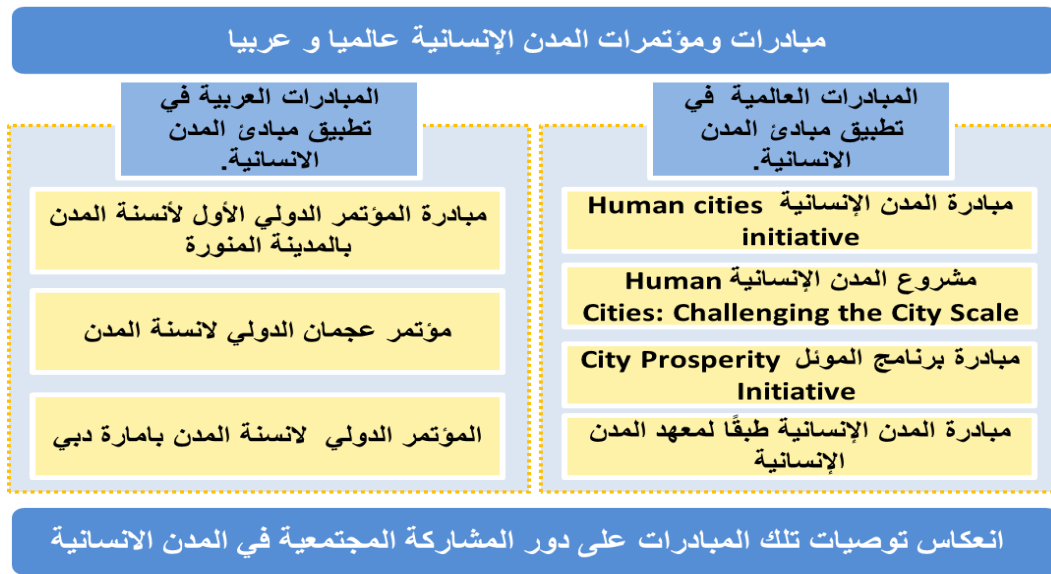 مبادرات ومؤتمرات المدن الإنسانية عالميا و عربيا
المبادرات العالمية في
تطبيق مبادئ المدن
الانسانية.
مبادرة المدن الإنسانية Human cities
initiative
مشروع المدن الإنسانية Human
Cities: Challenging the City Scale
مبادرة برنامج الموئل City Prosperity
Initiative
مبادرة المدن الإنسانية طبقًا لمعهد المدن
الإنسانية
المبادرات العربية في
تطبيق مبادئ المدن
الانسانية.
مبادرة المؤتمر الدولي الأول لأنسنة المدن
بالمدينة المنورة
مؤتمر عجمان الدولي لانسنة المدن
المؤتمر الدولي لانسنة المدن بامارة دبي
انعكاس توصيات تلك المبادرات على دور المشاركة المجتمعية في المدن الانسانية